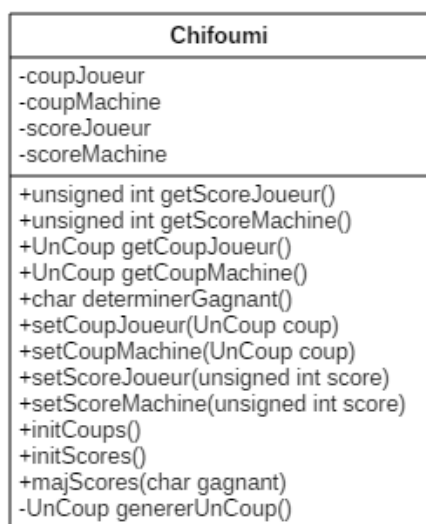 Chifoumi
-coupJoueur
-coupMachine
-scoreJoueur
-scoreMachine
+unsigned int getScoreJoueur()
+unsigned int getScoreMachine()
+UnCoup getCoupJoueur()
+UnCoup getCoupMachine()
+char determinerGagnant()
+setCoupJoueur(UnCoup coup)
+setCoupMachine(UnCoup coup)
+setScoreJoueur(unsigned int score)
+setScoreMachine(unsigned int score)
+initCoups()
+initScores()
+majScores(char gagnant)
-UnCoup genererUnCoup()